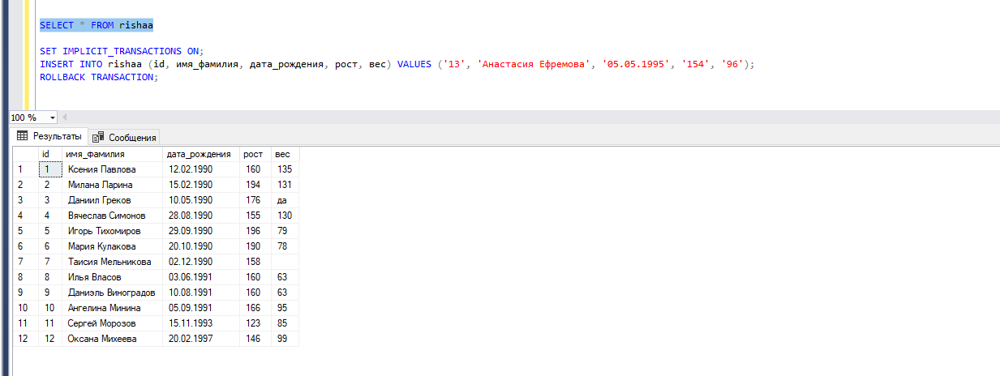 SELECT * FROM rishaa
SET IMPLICIT_TRANSACTIONS ON;
INSERT INTO rishaa (id, имя_фамилия, дата_рождения, рост, вес) VALUES ('13', 'Анастасия Ефремова', '05.05.1995', '154', '96');
ROLLBACK TRANSACTION;
100 %
Результаты Сообщения
id имя_фамилия дата_рождения рост вес
1 1 Ксения Павлова 12.02.1990 160 135
2 2 Милана Ларина 15.02.1990 194 131
3 3 Даниил Греков 10.05.1990 176 да
4 4 Вячеслав Симонов 28.08.1990 155 130
5 5 Игорь Тихомиров 29.09.1990 196 79
6 6 Мария Кулакова 20.10.1990 190 78
7 7 Таисия Мельникова 02.12.1990 158
8 8 Илья Власов 03.06.1991 160 63
9 9 Даниэль Виноградов 10.08.1991 160 63
10 10 Ангелина Минина 05.09.1991 166 95
11 11 Сергей Морозов 15.11.1993 123 85
12 12 Оксана Михеева 20.02.1997 146 99